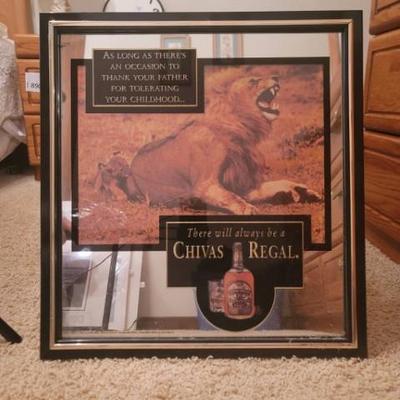 AS LONG AS THERE'S
AN OCCASION TO
THANK YOUR FATHER
FOR TOLERATING
YOUR CHILDHOOD...
There will always be a
CHIVAS REGAL.